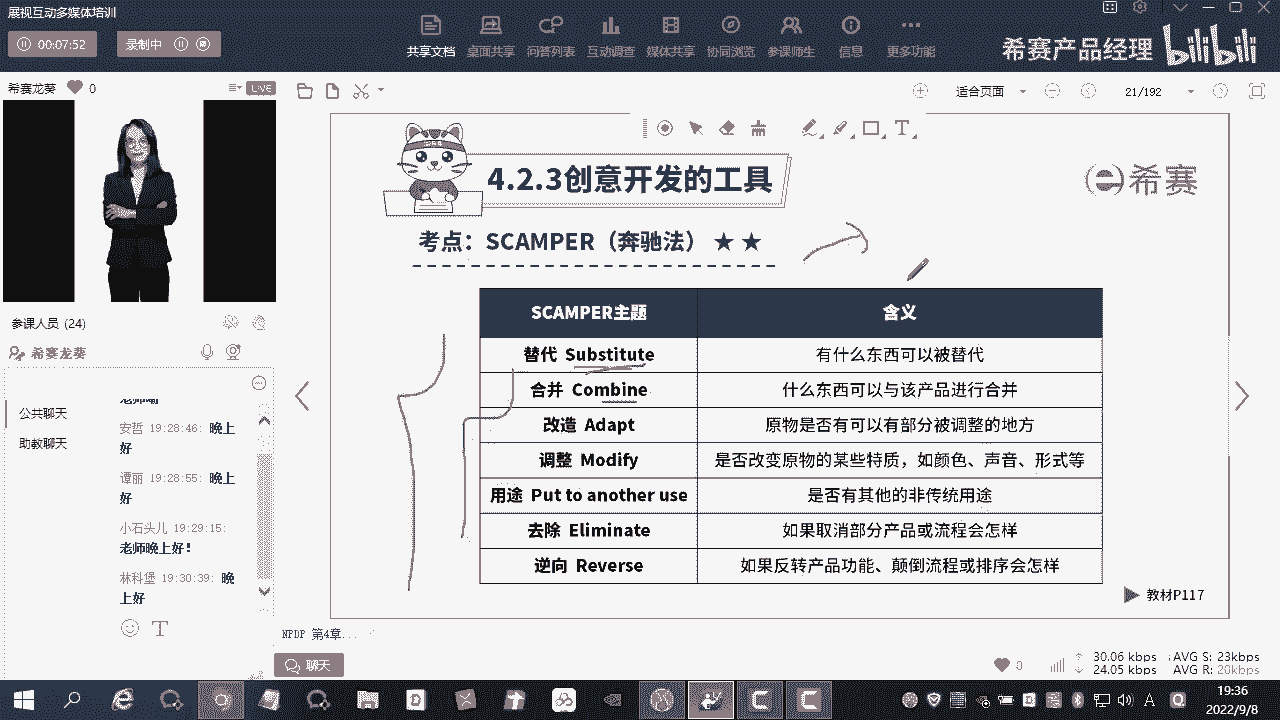 展视互动多媒体培训
00:07:52
录制中
共享文档
桌面共享
问答列表
互动调查
媒体共享
协同浏览
参课师生
信息
更多功能
希赛产品经理
bilibili
希赛龙葵
0
LIVE
适合页面
21/192
4.2.3创意开发的工具
希赛
考点：SCAMPER（奔驰法）★ ★
SCAMPER主题 含义
替代 Substitute 有什么东西可以被替代
合并 Combine 什么东西可以与该产品进行合并
改造 Adapt 原物是否有可以有部分被调整的地方
调整 Modify 是否改变原物的某些特质，如颜色、声音、形式等
用途 Put to another use 是否有其他的非传统用途
去除 Eliminate 如果取消部分产品或流程会怎样
逆向 Reverse 如果反转产品功能、颠倒流程或排序会怎样
教材P117
参课人员 (24)
希赛龙葵
公共聊天
助教聊天
安哲 19:28:46: 晚上
好
谭丽 19:28:55: 晚上
好
小石头儿 19:29:15:
老师晚上好！
林科堡 19:30:39: 晚
上好
NPDP 第4章...
聊天
0
30.06 kbps
24.05 kbps
AVG S: 23kbps
AVG R: 20kbps
19:36
2022/9/8